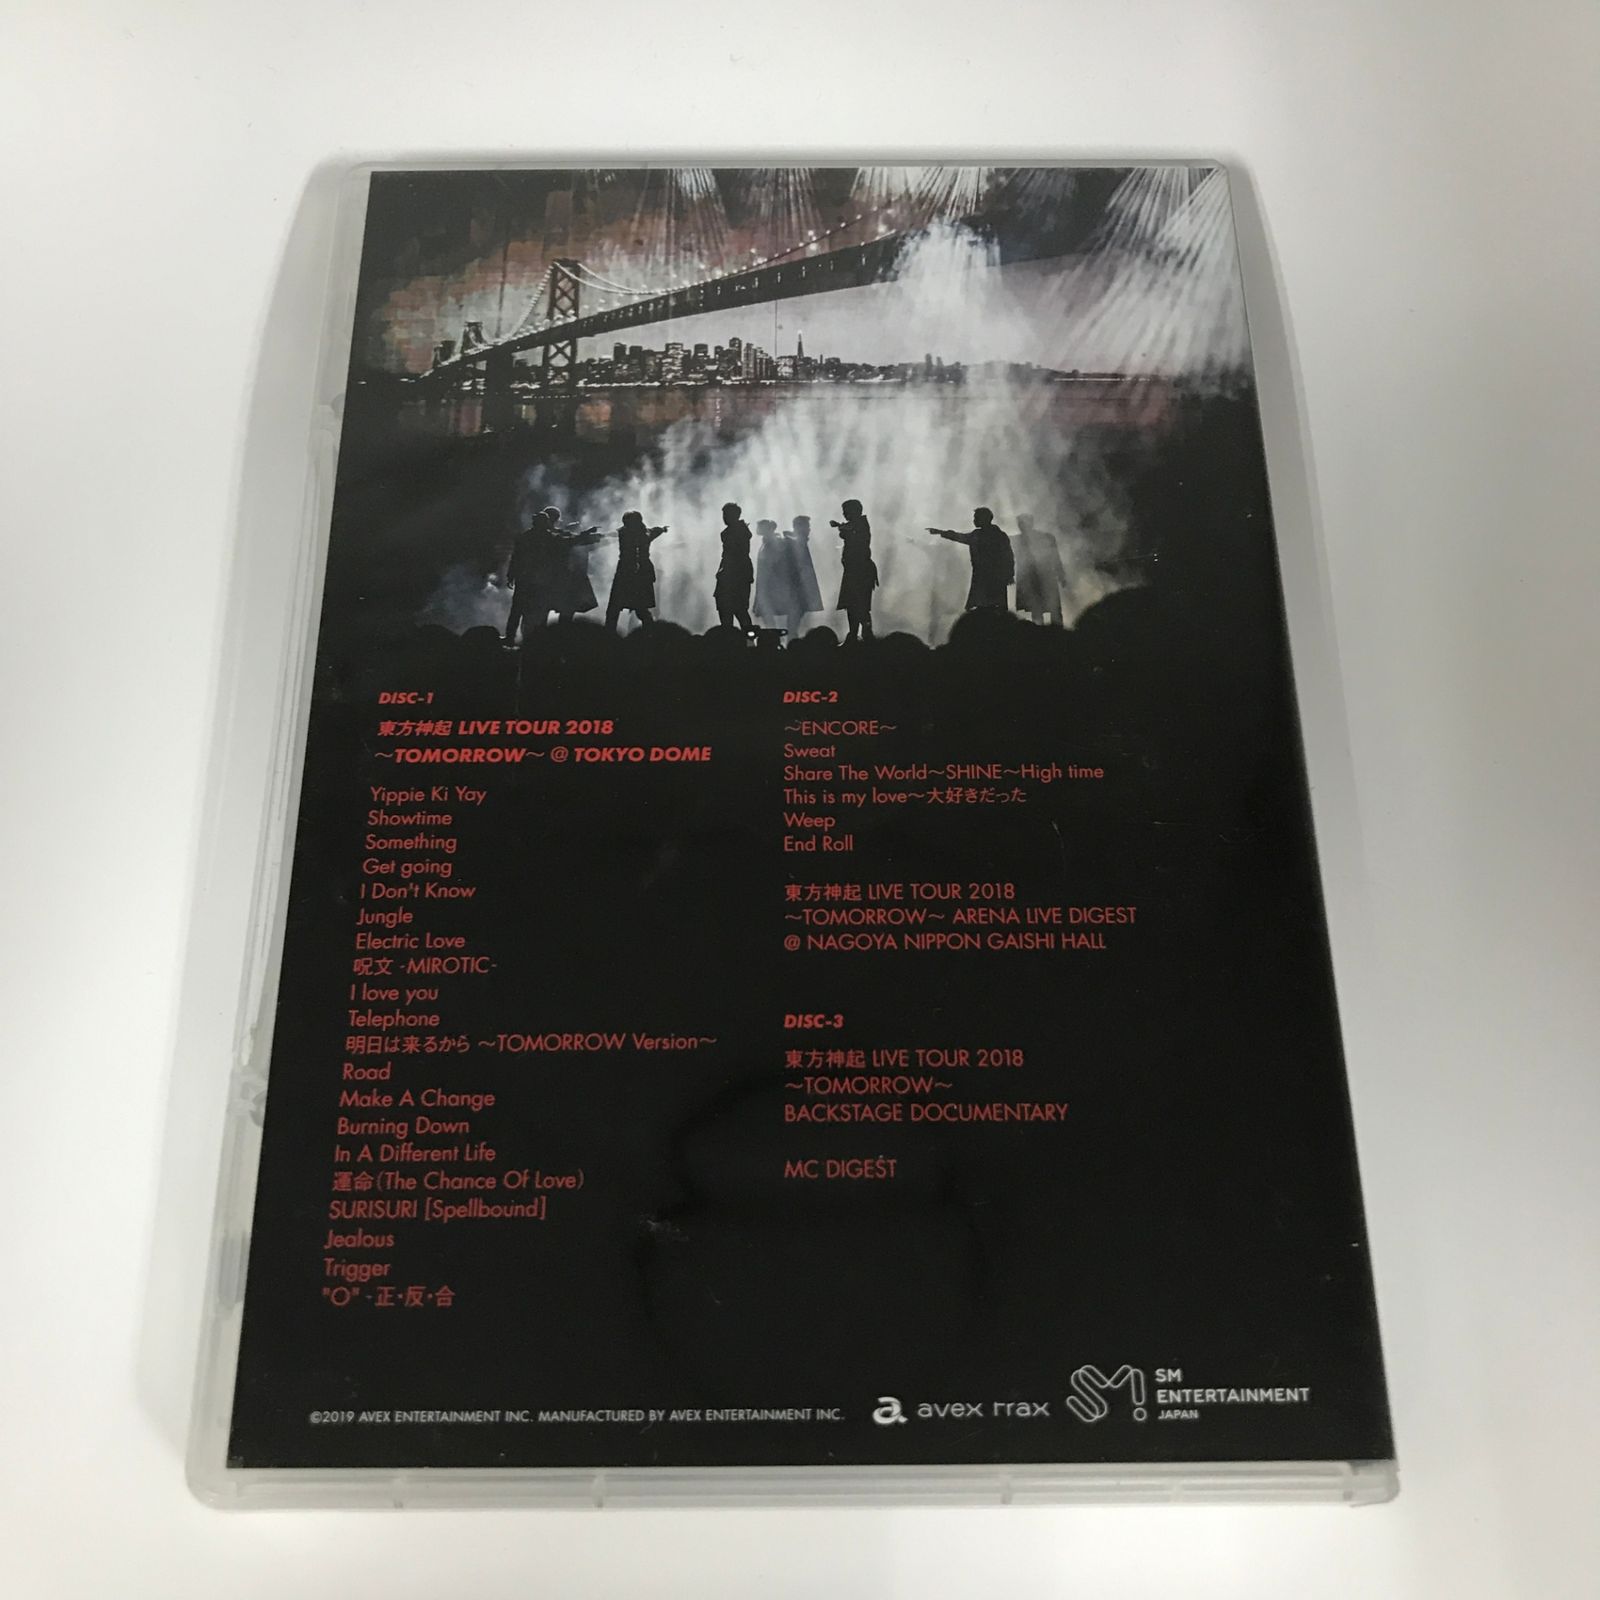 DISC-1
東方神起 LIVE TOUR 2018
～TOMORROW～ @ TOKYO DOME
Yippie Ki Yay
Showtime
Something
Get going
I Don't Know
Jungle
Electric Love
呪文 -MIROTIC-
I love you
Telephone
明日は来るから ～TOMORROW Version～
Road
Make A Change
Burning Down
In A Different Life
運命(The Chance Of Love)
SURISURI [Spellbound]
Jealous
Trigger
"O" -正・反・合
DISC-2
～ENCORE～
Sweat
Share The World～SHINE～High time
This is my love～大好きだった
Weep
End Roll
東方神起 LIVE TOUR 2018
～TOMORROW～ ARENA LIVE DIGEST
@ NAGOYA NIPPON GAISHI HALL
DISC-3
東方神起 LIVE TOUR 2018
～TOMORROW～
BACKSTAGE DOCUMENTARY
MC DIGEST
©2019 AVEX ENTERTAINMENT INC. MANUFACTURED BY AVEX ENTERTAINMENT INC.
a avex trax
SM
ENTERTAINMENT
JAPAN